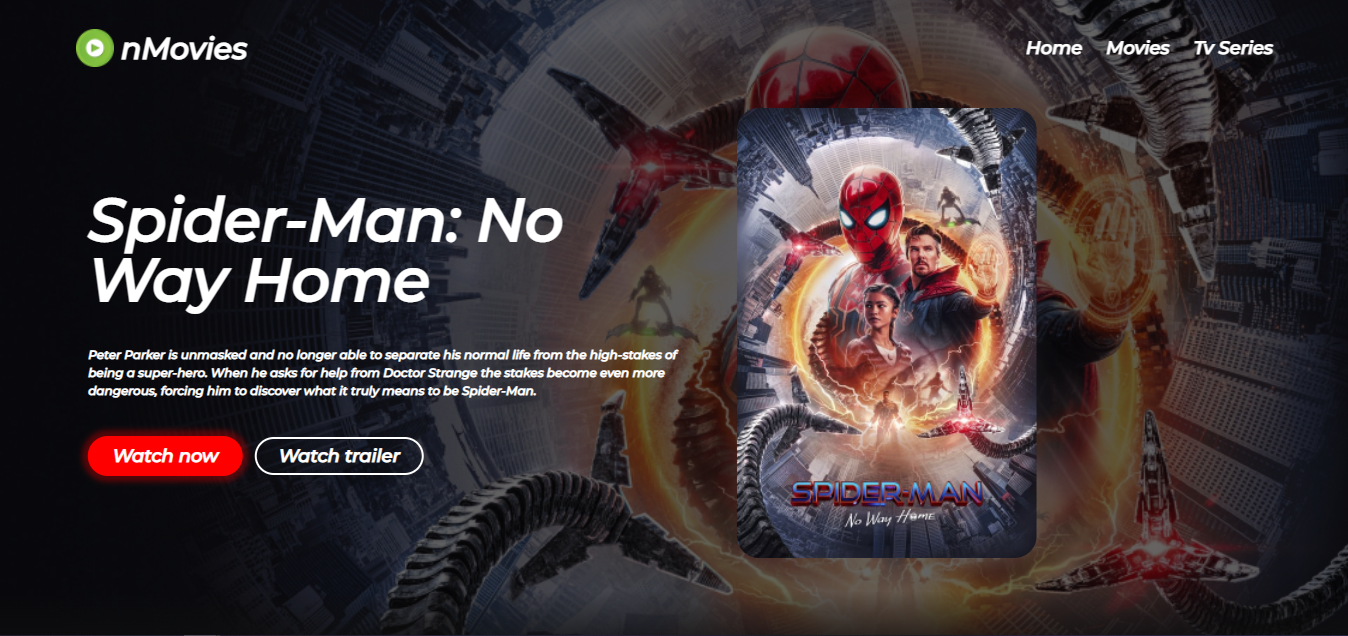 nMovies
Home Movies Tv Series
Spider-Man: No
Way Home
Peter Parker is unmasked and no longer able to separate his normal life from the high-stakes of
being a super-hero. When he asks for help from Doctor Strange the stakes become even more
dangerous, forcing him to discover what it truly means to be Spider-Man.
Watch now
Watch trailer
SPIDER-MAN
No Way Home